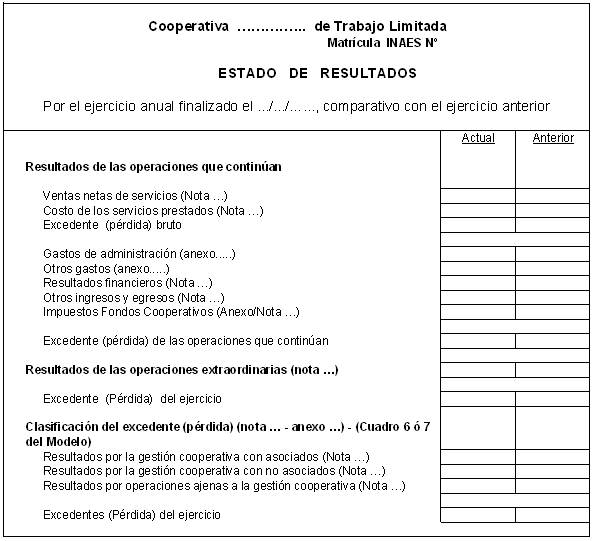 Cooperativa ………….. de Trabajo Limitada
Matrícula INAES Nº
ESTADO DE RESULTADOS
Por el ejercicio anual finalizado el .../.../……, comparativo con el ejercicio anterior
Actual Anterior
Resultados de las operaciones que continúan
Ventas netas de servicios (Nota …)
Costo de los servicios prestados (Nota …)
Excedente (pérdida) bruto
Gastos de administración (anexo.....)
Otros gastos (anexo.....)
Resultados financieros (Nota …)
Otros ingresos y egresos (Nota …)
Impuestos Fondos Cooperativos (Anexo/Nota …)
Excedente (pérdida) de las operaciones que continúan
Resultados de las operaciones extraordinarias (nota …)
Excedente (Pérdida) del ejercicio
Clasificación del excedente (pérdida) (nota … - anexo …) - (Cuadro 6 ó 7
del Modelo)
Resultados por la gestión cooperativa con asociados (Nota …)
Resultados por la gestión cooperativa con no asociados (Nota …)
Resultados por operaciones ajenas a la gestión cooperativa (Nota …)
Excedentes (Pérdida) del ejercicio